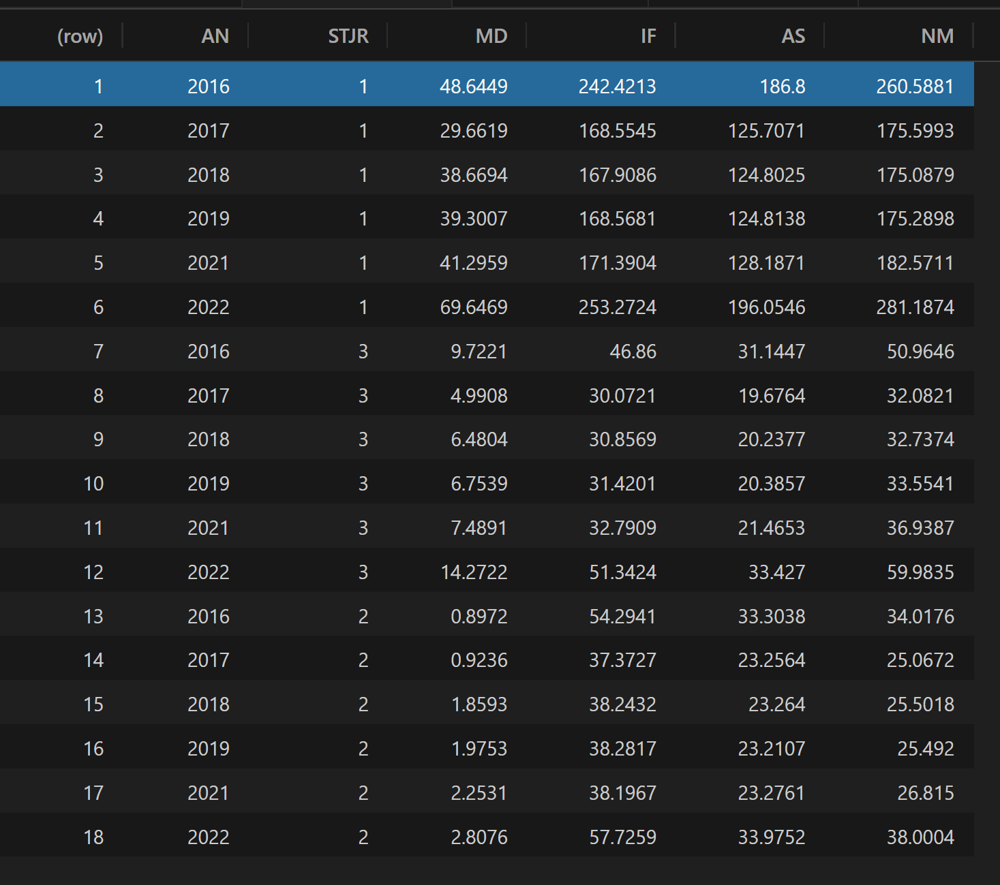 (row) AN STJR MD IF AS NM
1 2016 1 48.6449 242.4213 186.8 260.5881
2 2017 1 29.6619 168.5545 125.7071 175.5993
3 2018 1 38.6694 167.9086 124.8025 175.0879
4 2019 1 39.3007 168.5681 124.8138 175.2898
5 2021 1 41.2959 171.3904 128.1871 182.5711
6 2022 1 69.6469 253.2724 196.0546 281.1874
7 2016 3 9.7221 46.86 31.1447 50.9646
8 2017 3 4.9908 30.0721 19.6764 32.0821
9 2018 3 6.4804 30.8569 20.2377 32.7374
10 2019 3 6.7539 31.4201 20.3857 33.5541
11 2021 3 7.4891 32.7909 21.4653 36.9387
12 2022 3 14.2722 51.3424 33.427 59.9835
13 2016 2 0.8972 54.2941 33.3038 34.0176
14 2017 2 0.9236 37.3727 23.2564 25.0672
15 2018 2 1.8593 38.2432 23.264 25.5018
16 2019 2 1.9753 38.2817 23.2107 25.492
17 2021 2 2.2531 38.1967 23.2761 26.815
18 2022 2 2.8076 57.7259 33.9752 38.0004